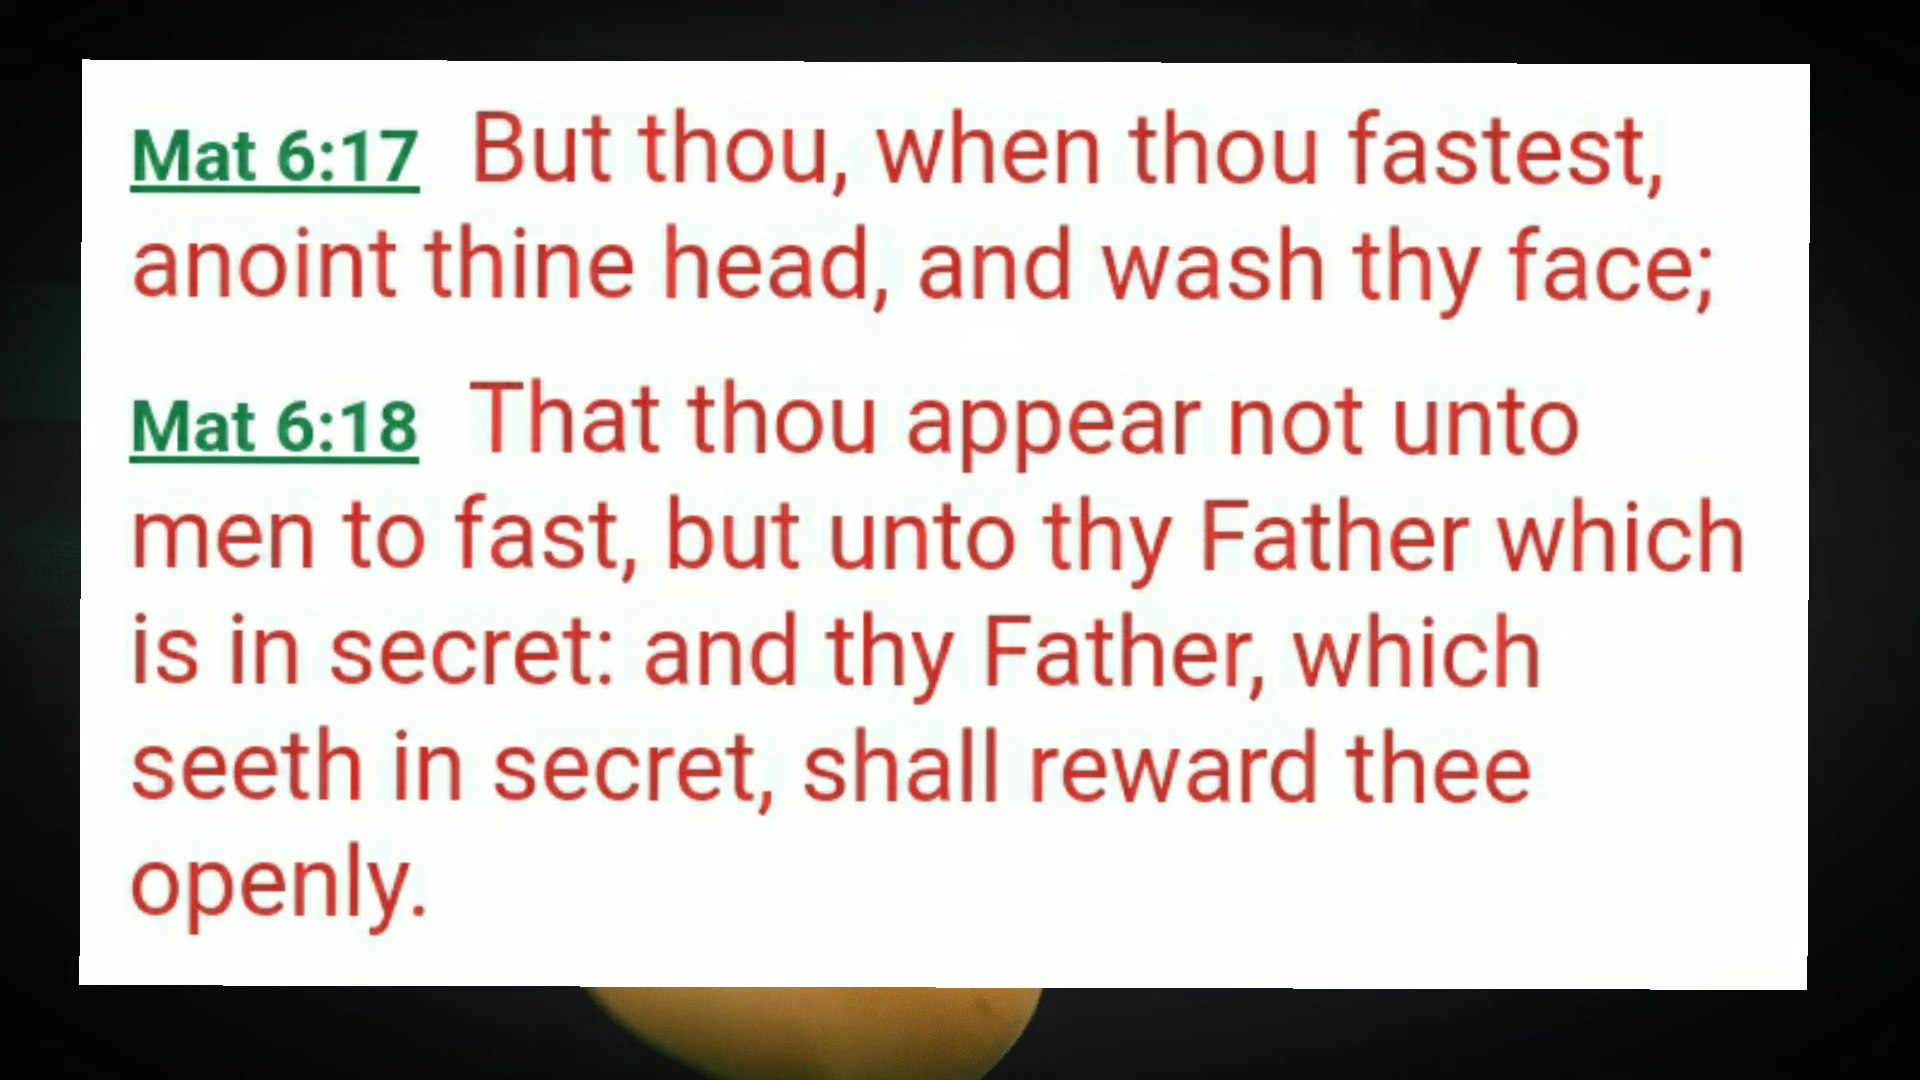 Mat 6:17 But thou, when thou fastest,
anoint thine head, and wash thy face;
Mat 6:18 That thou appear not unto
men to fast, but unto thy Father which
is in secret: and thy Father, which
seeth in secret, shall reward thee
openly.